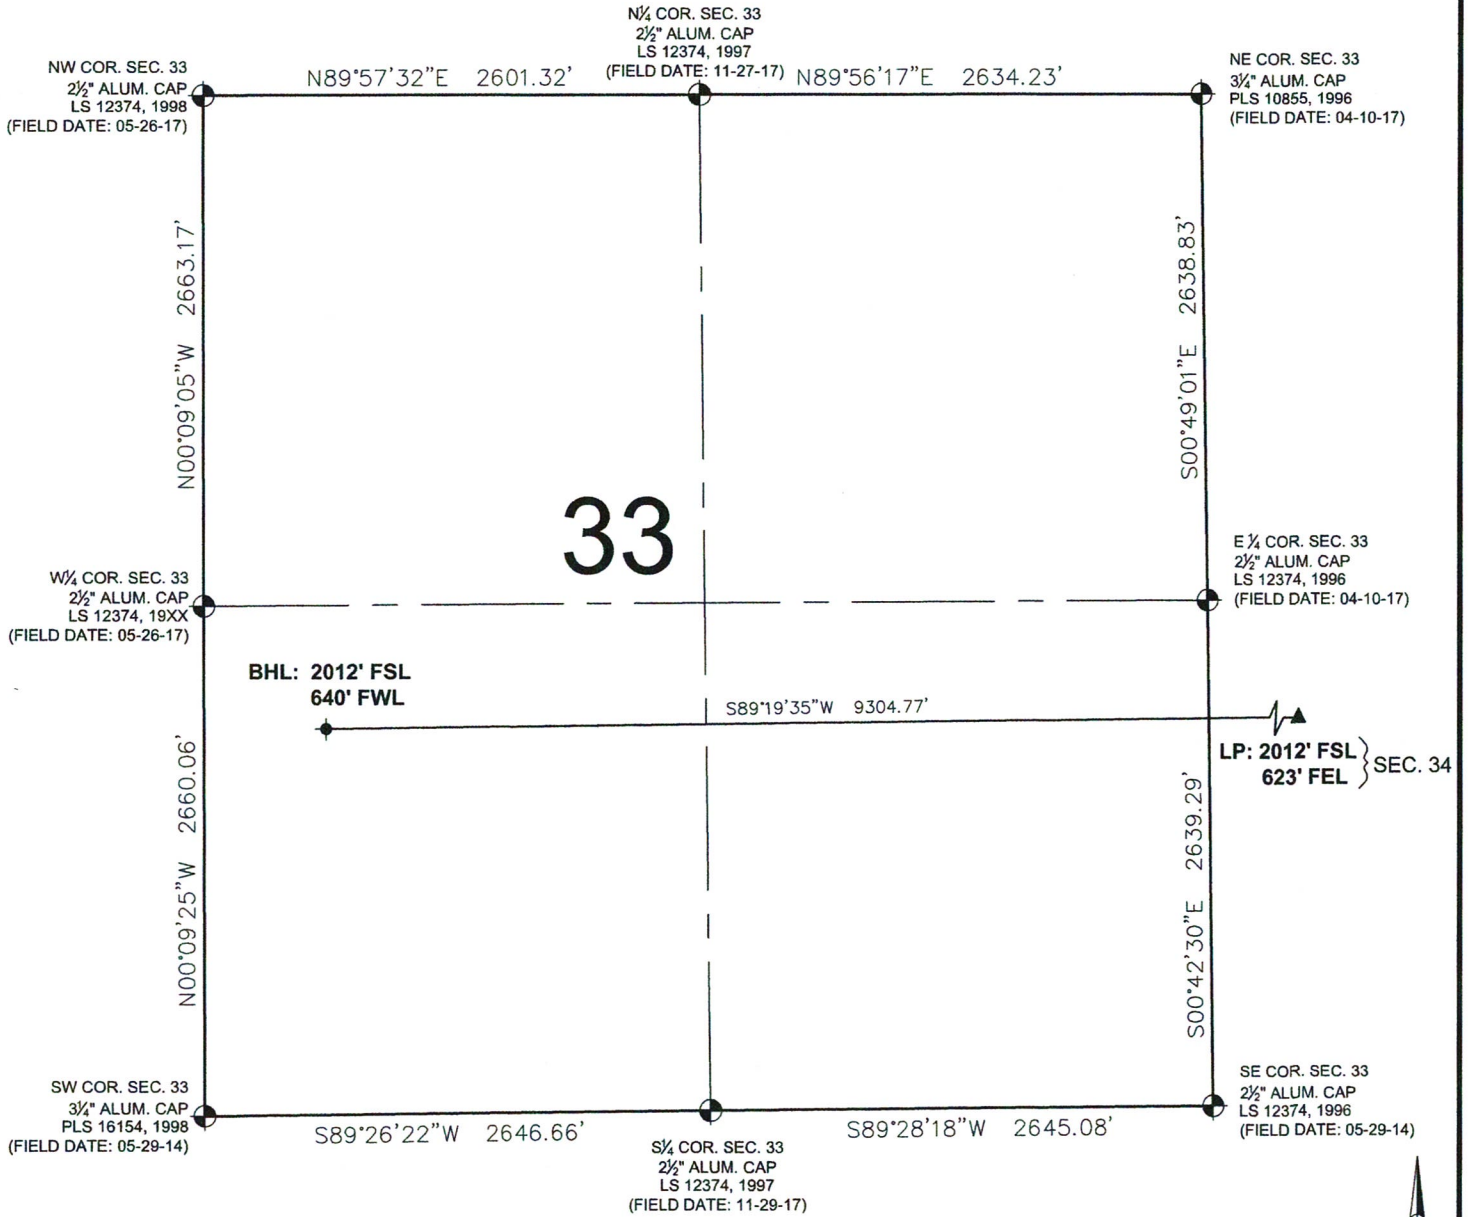 N¼ COR. SEC. 33
2½" ALUM. CAP
LS 12374, 1997
(FIELD DATE: 11-27-17)
NW COR. SEC. 33
2½" ALUM. CAP
LS 12374, 1998
(FIELD DATE: 05-26-17)
N89°57'32"E 2601.32'
N89°56'17"E 2634.23'
NE COR. SEC. 33
3¼" ALUM. CAP
PLS 10855, 1996
(FIELD DATE: 04-10-17)
N00°09'05"W 2663.17'
S00°49'01"E 2638.83'
33
W¼ COR. SEC. 33
2½" ALUM. CAP
LS 12374, 19XX
(FIELD DATE: 05-26-17)
E ¼ COR. SEC. 33
2½" ALUM. CAP
LS 12374, 1996
(FIELD DATE: 04-10-17)
BHL: 2012' FSL
640' FWL
S89°19'35"W 9304.77'
LP: 2012' FSL
623' FEL
SEC. 34
N00°09'25"W 2660.06'
S00°42'30"E 2639.29'
SW COR. SEC. 33
3¼" ALUM. CAP
PLS 16154, 1998
(FIELD DATE: 05-29-14)
S89°26'22"W 2646.66'
S¼ COR. SEC. 33
2½" ALUM. CAP
LS 12374, 1997
(FIELD DATE: 11-29-17)
S89°28'18"W 2645.08'
SE COR. SEC. 33
2½" ALUM. CAP
LS 12374, 1996
(FIELD DATE: 05-29-14)